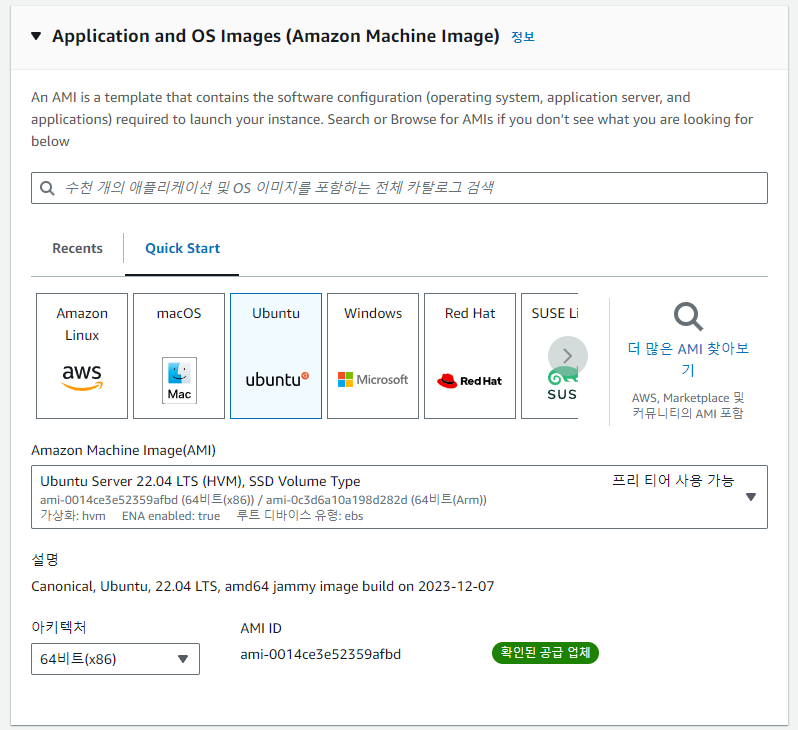 Application and OS Images (Amazon Machine Image) 정보
An AMI is a template that contains the software configuration (operating system, application server, and
applications) required to launch your instance. Search or Browse for AMIs if you don't see what you are looking for
below
수천 개의 애플리케이션 및 OS 이미지를 포함하는 전체 카탈로그 검색
Recents
Quick Start
Amazon
Linux
aws
macOS
Mac
Ubuntu
ubuntu
Windows
Microsoft
Red Hat
Red Hat
SUSE Li
SUS
더 많은 AMI 찾아보
기
AWS, Marketplace 및
커뮤니티의 AMI 포함
Amazon Machine Image(AMI)
Ubuntu Server 22.04 LTS (HVM), SSD Volume Type 프리 티어 사용 가능
ami-0014ce3e52359afbd (64비트(x86)) / ami-0c3d6a10a198d282d (64비트(Arm))
가상화: hvm ENA enabled: true 루트 디바이스 유형: ebs
설명
Canonical, Ubuntu, 22.04 LTS, amd64 jammy image build on 2023-12-07
아키텍처
64비트(x86)
AMI ID
ami-0014ce3e52359afbd
확인된 공급 업체